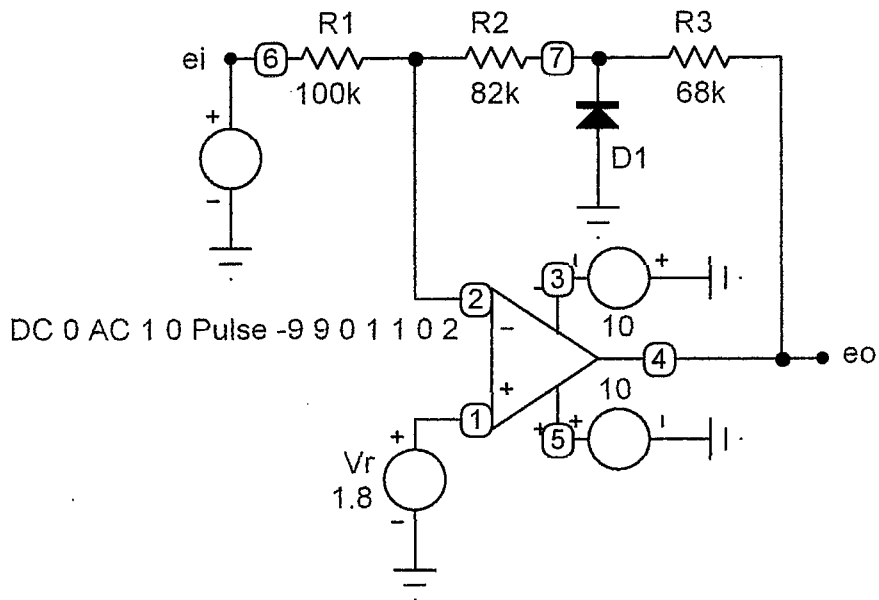 R1 R2 R3
ei 6 7
100k 82k 68k
+
D1
-
- 3 - +
2
10
DC 0 AC 1 0 Pulse -9 9 0 1 1 0 2
-
4 eo
+ 10
1
+ 5 + -
+
Vr
1.8
-